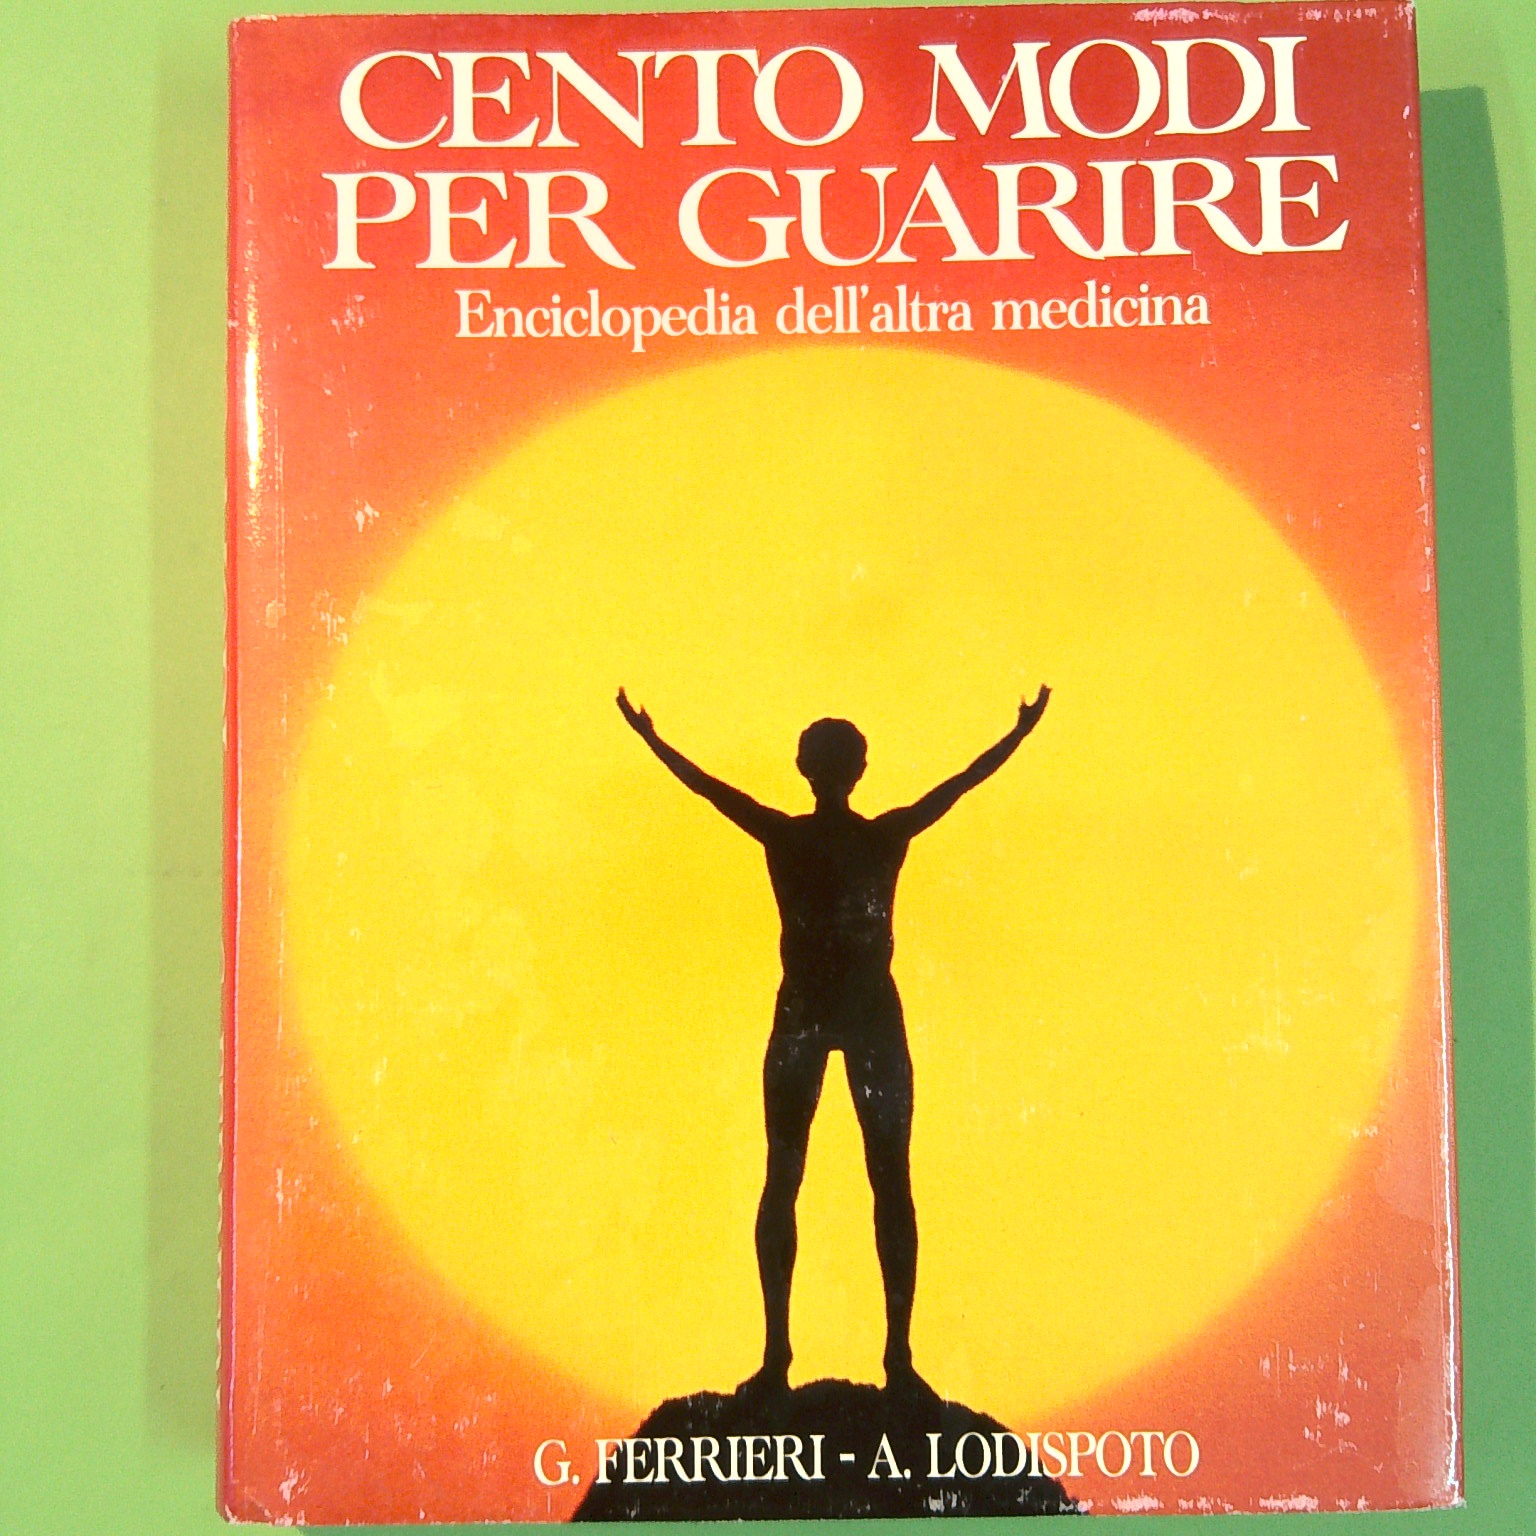 CENTO MODI
PER GUARIRE
Enciclopedia dell'altra medicina
G. FERRIERI - A. LODISPOTO